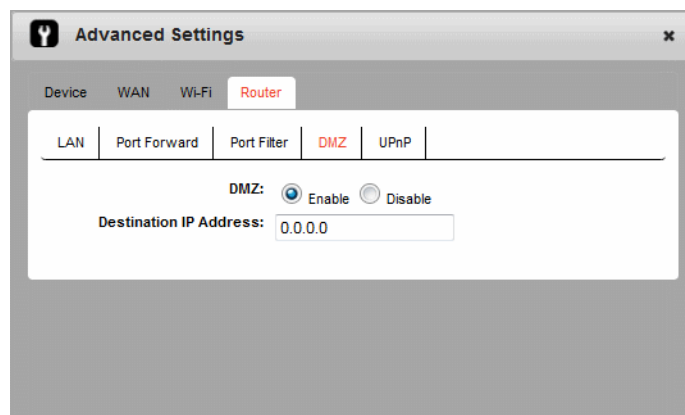 Advanced Settings
Device WAN Wi-Fi Router
LAN Port Forward Port Filter DMZ UPnP
DMZ: Enable Disable
Destination IP Address: 0.0.0.0